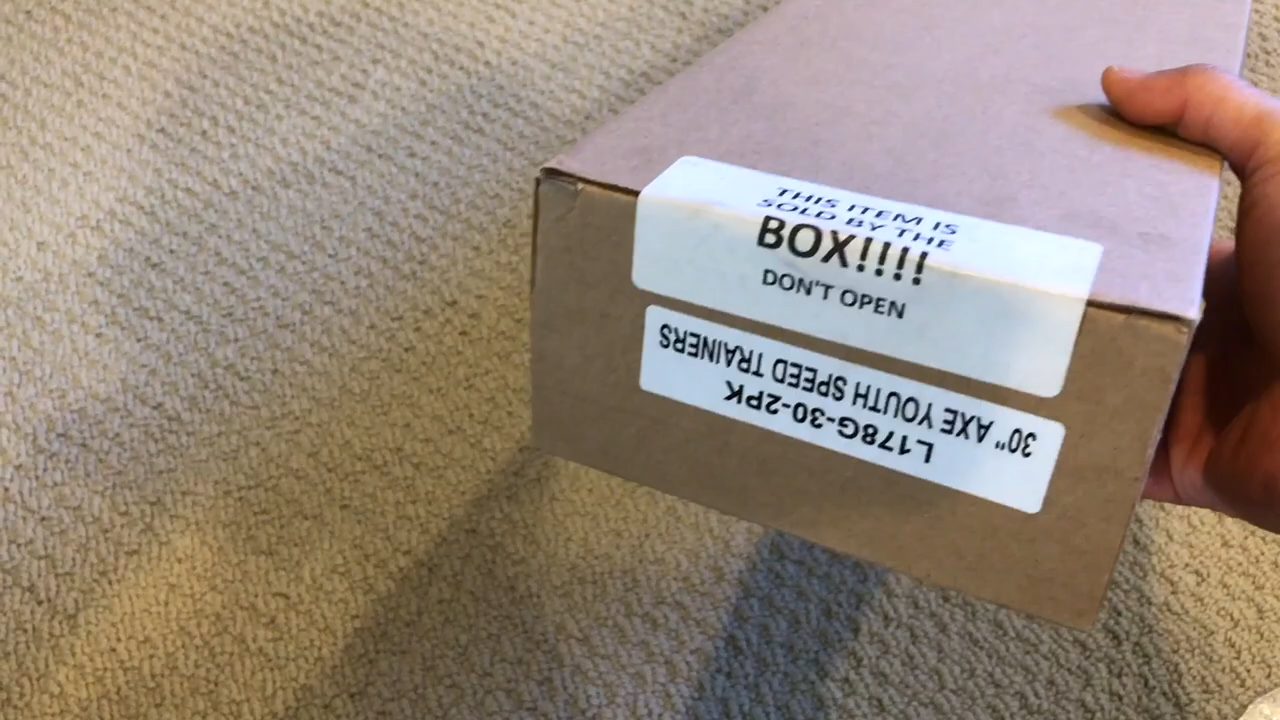 THIS ITEM IS
SOLD BY THE
BOX!!!!
DON'T OPEN
L178G-30-2PK
30" AXE YOUTH SPEED TRAINERS